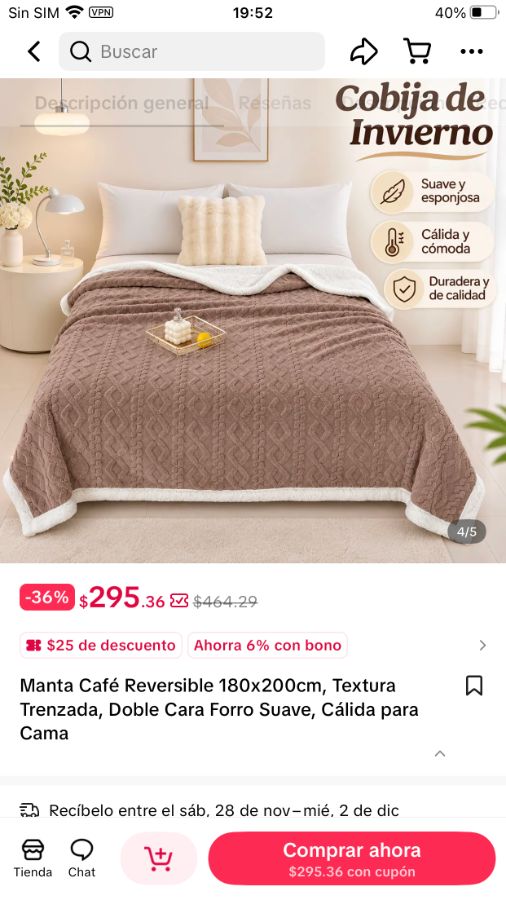 Sin SIM VPN 19:52 40%
Buscar
Descripción general Reseñas
Cobija de
Invierno
Suave y
esponjosa
Cálida y
cómoda
Duradera y
de calidad
4/5
-36% $295.36 $464.29
$25 de descuento Ahorra 6% con bono
Manta Café Reversible 180x200cm, Textura
Trenzada, Doble Cara Forro Suave, Cálida para
Cama
Recíbelo entre el sáb, 28 de nov–mié, 2 de dic
Tienda Chat
Comprar ahora
$295.36 con cupón